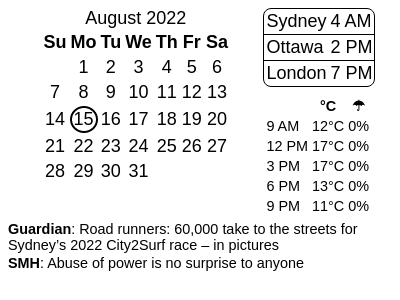 August 2022
Su Mo Tu We Th Fr Sa
1 2 3 4 5 6
7 8 9 10 11 12 13
14 15 16 17 18 19 20
21 22 23 24 25 26 27
28 29 30 31
Sydney 4 AM
Ottawa 2 PM
London 7 PM
°C ☂
9 AM 12°C 0%
12 PM 17°C 0%
3 PM 17°C 0%
6 PM 13°C 0%
9 PM 11°C 0%
Guardian: Road runners: 60,000 take to the streets for
Sydney's 2022 City2Surf race – in pictures
SMH: Abuse of power is no surprise to anyone